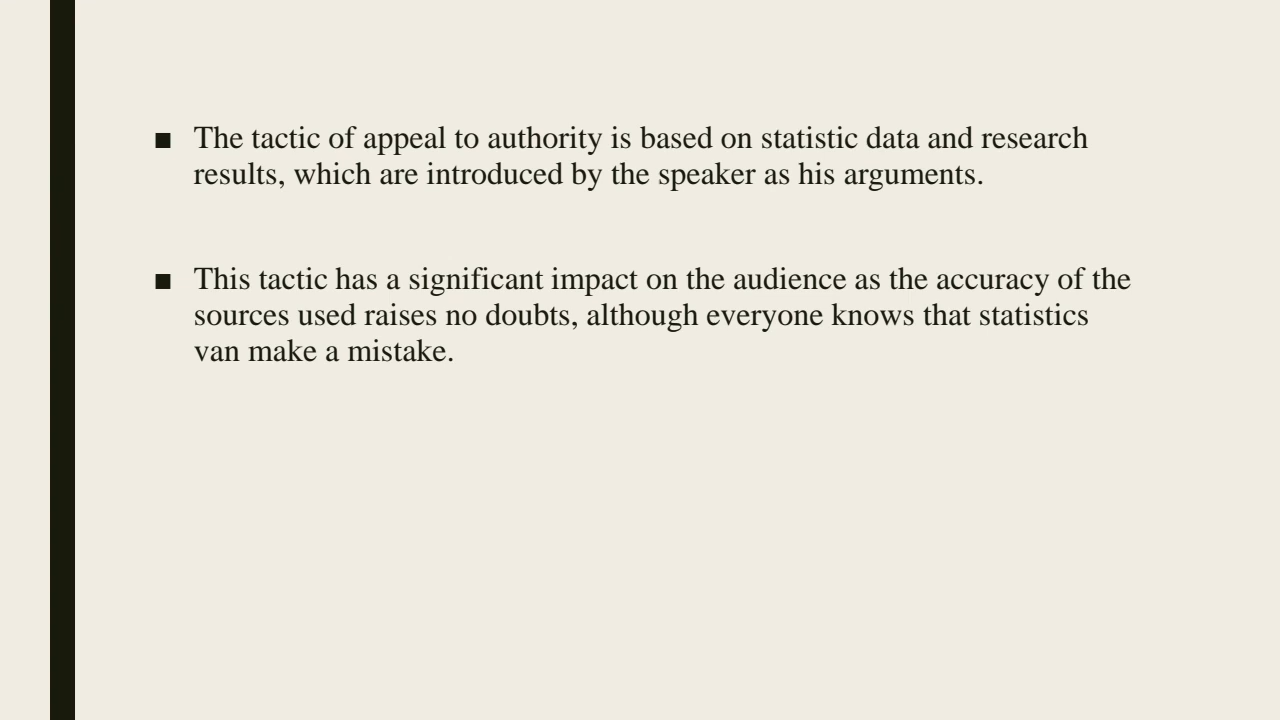 ■ The tactic of appeal to authority is based on statistic data and research
results, which are introduced by the speaker as his arguments.
■ This tactic has a significant impact on the audience as the accuracy of the
sources used raises no doubts, although everyone knows that statistics
van make a mistake.